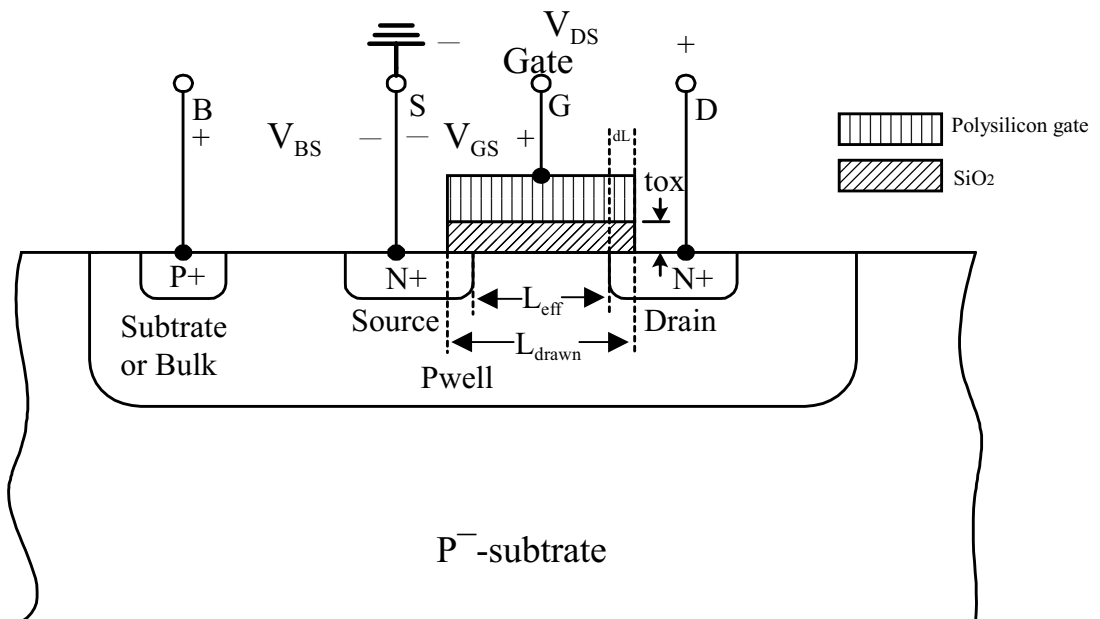 V_DS
− +
Gate
B S G D
+ V_BS − − V_GS + dL
Polysilicon gate
tox
SiO₂
P+ N+ N+
L_eff
Subtrate
or Bulk
Source Drain
L_drawn
Pwell
P⁻-subtrate